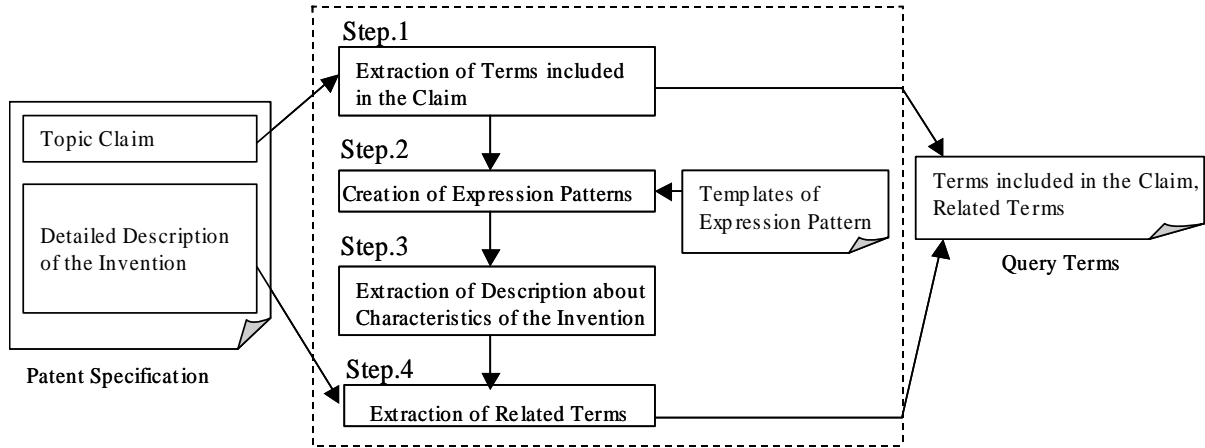 Step.1
Extraction of Terms included
in the Claim
Topic Claim
Step.2
Creation of Expression Patterns
Templates of
Expression Pattern
Terms included in the Claim,
Related Terms
Query Terms
Detailed Description
of the Invention
Step.3
Extraction of Description about
Characteristics of the Invention
Patent Specification
Step.4
Extraction of Related Terms